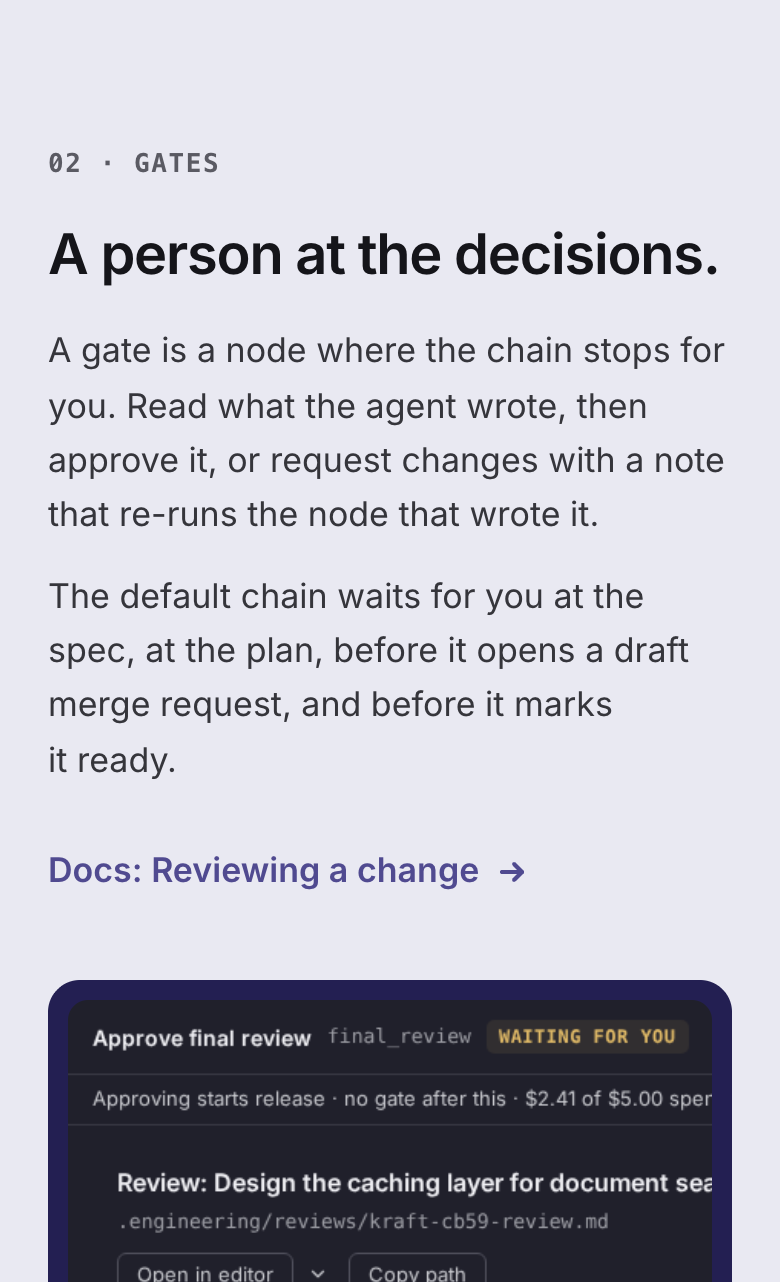 02 · GATES
A person at the decisions.
A gate is a node where the chain stops for
you. Read what the agent wrote, then
approve it, or request changes with a note
that re-runs the node that wrote it.
The default chain waits for you at the
spec, at the plan, before it opens a draft
merge request, and before it marks
it ready.
Docs: Reviewing a change →
Approve final review final_review WAITING FOR YOU
Approving starts release · no gate after this · $2.41 of $5.00
Review: Design the caching layer for document
.engineering/reviews/kraft-cb59-review.md
Open in editor Copy path